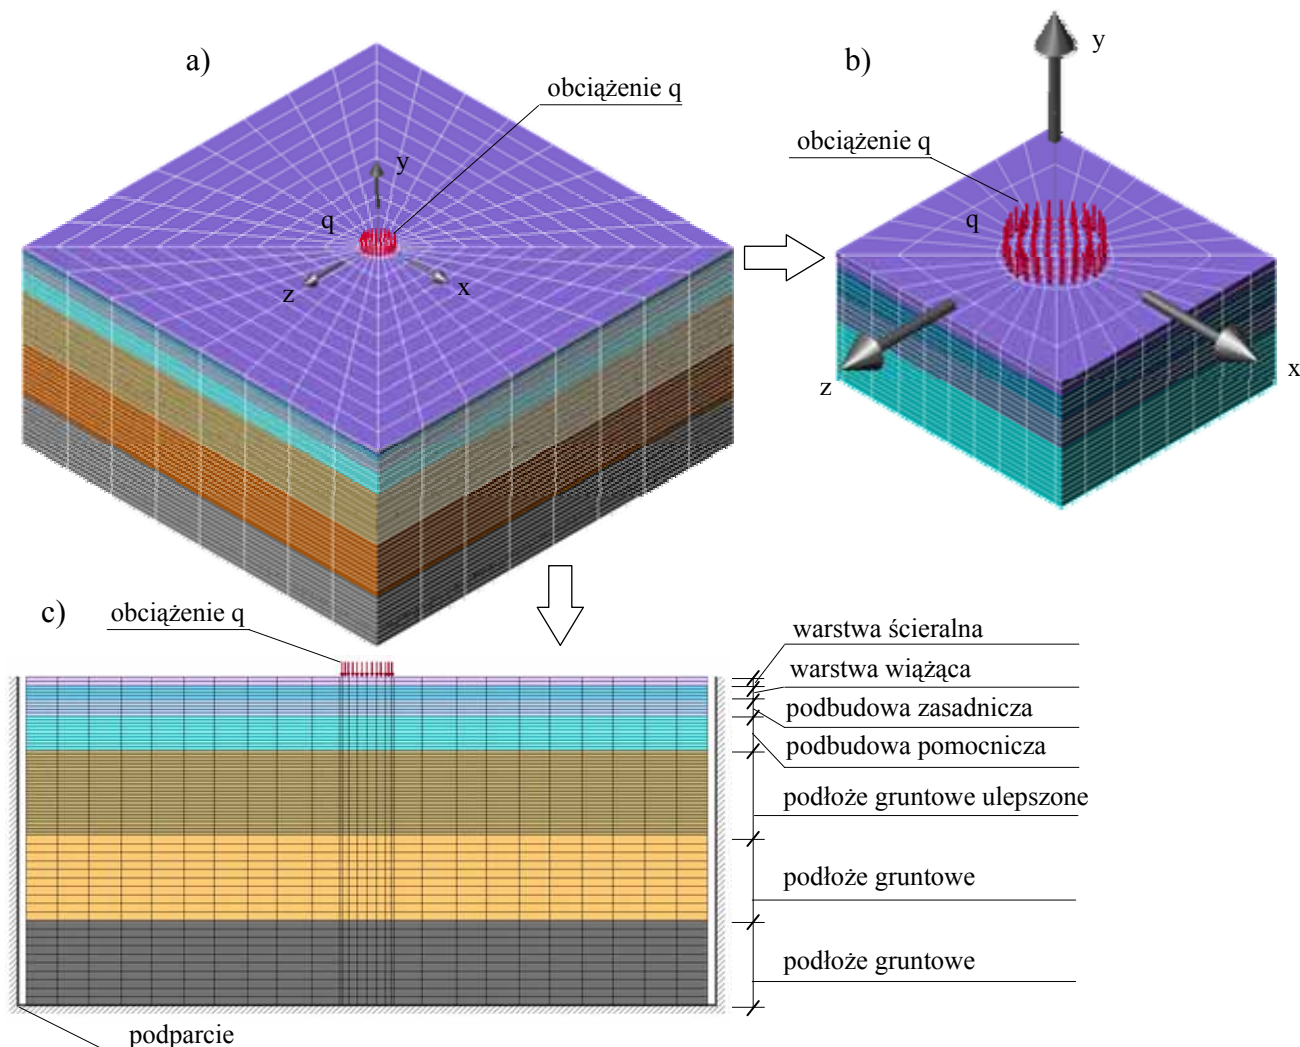 a)
obciążenie q
y
q
z
x
b)
y
obciążenie q
q
z
x
c)
obciążenie q
warstwa ścieralna
warstwa wiążąca
podbudowa zasadnicza
podbudowa pomocnicza
podłoże gruntowe ulepszone
podłoże gruntowe
podłoże gruntowe
podparcie